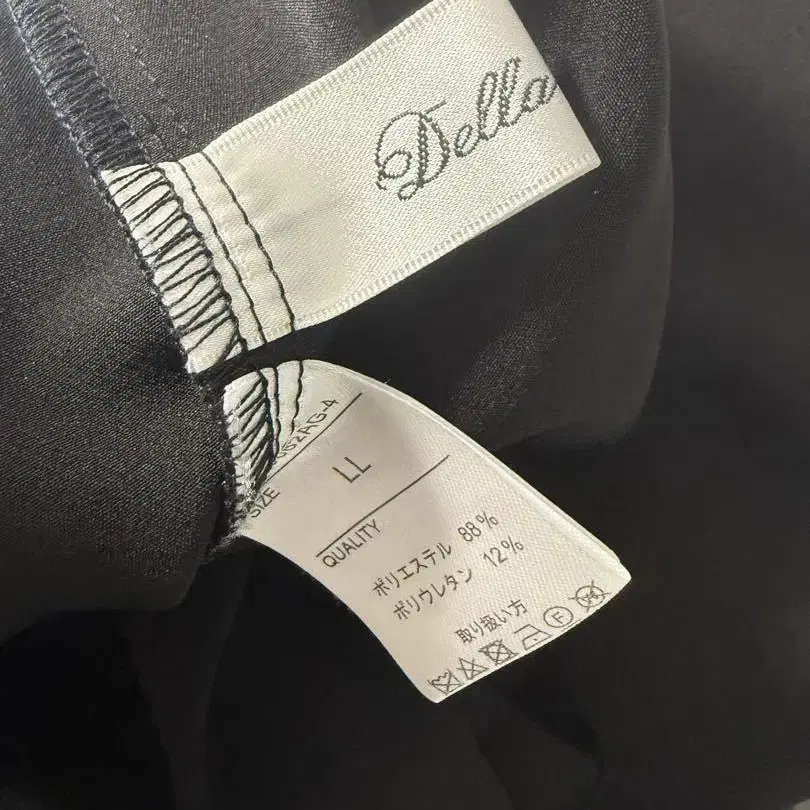 Della
SIZE
LL
QUALITY
ポリエステル 88%
ポリウレタン 12%
取り扱い方
F